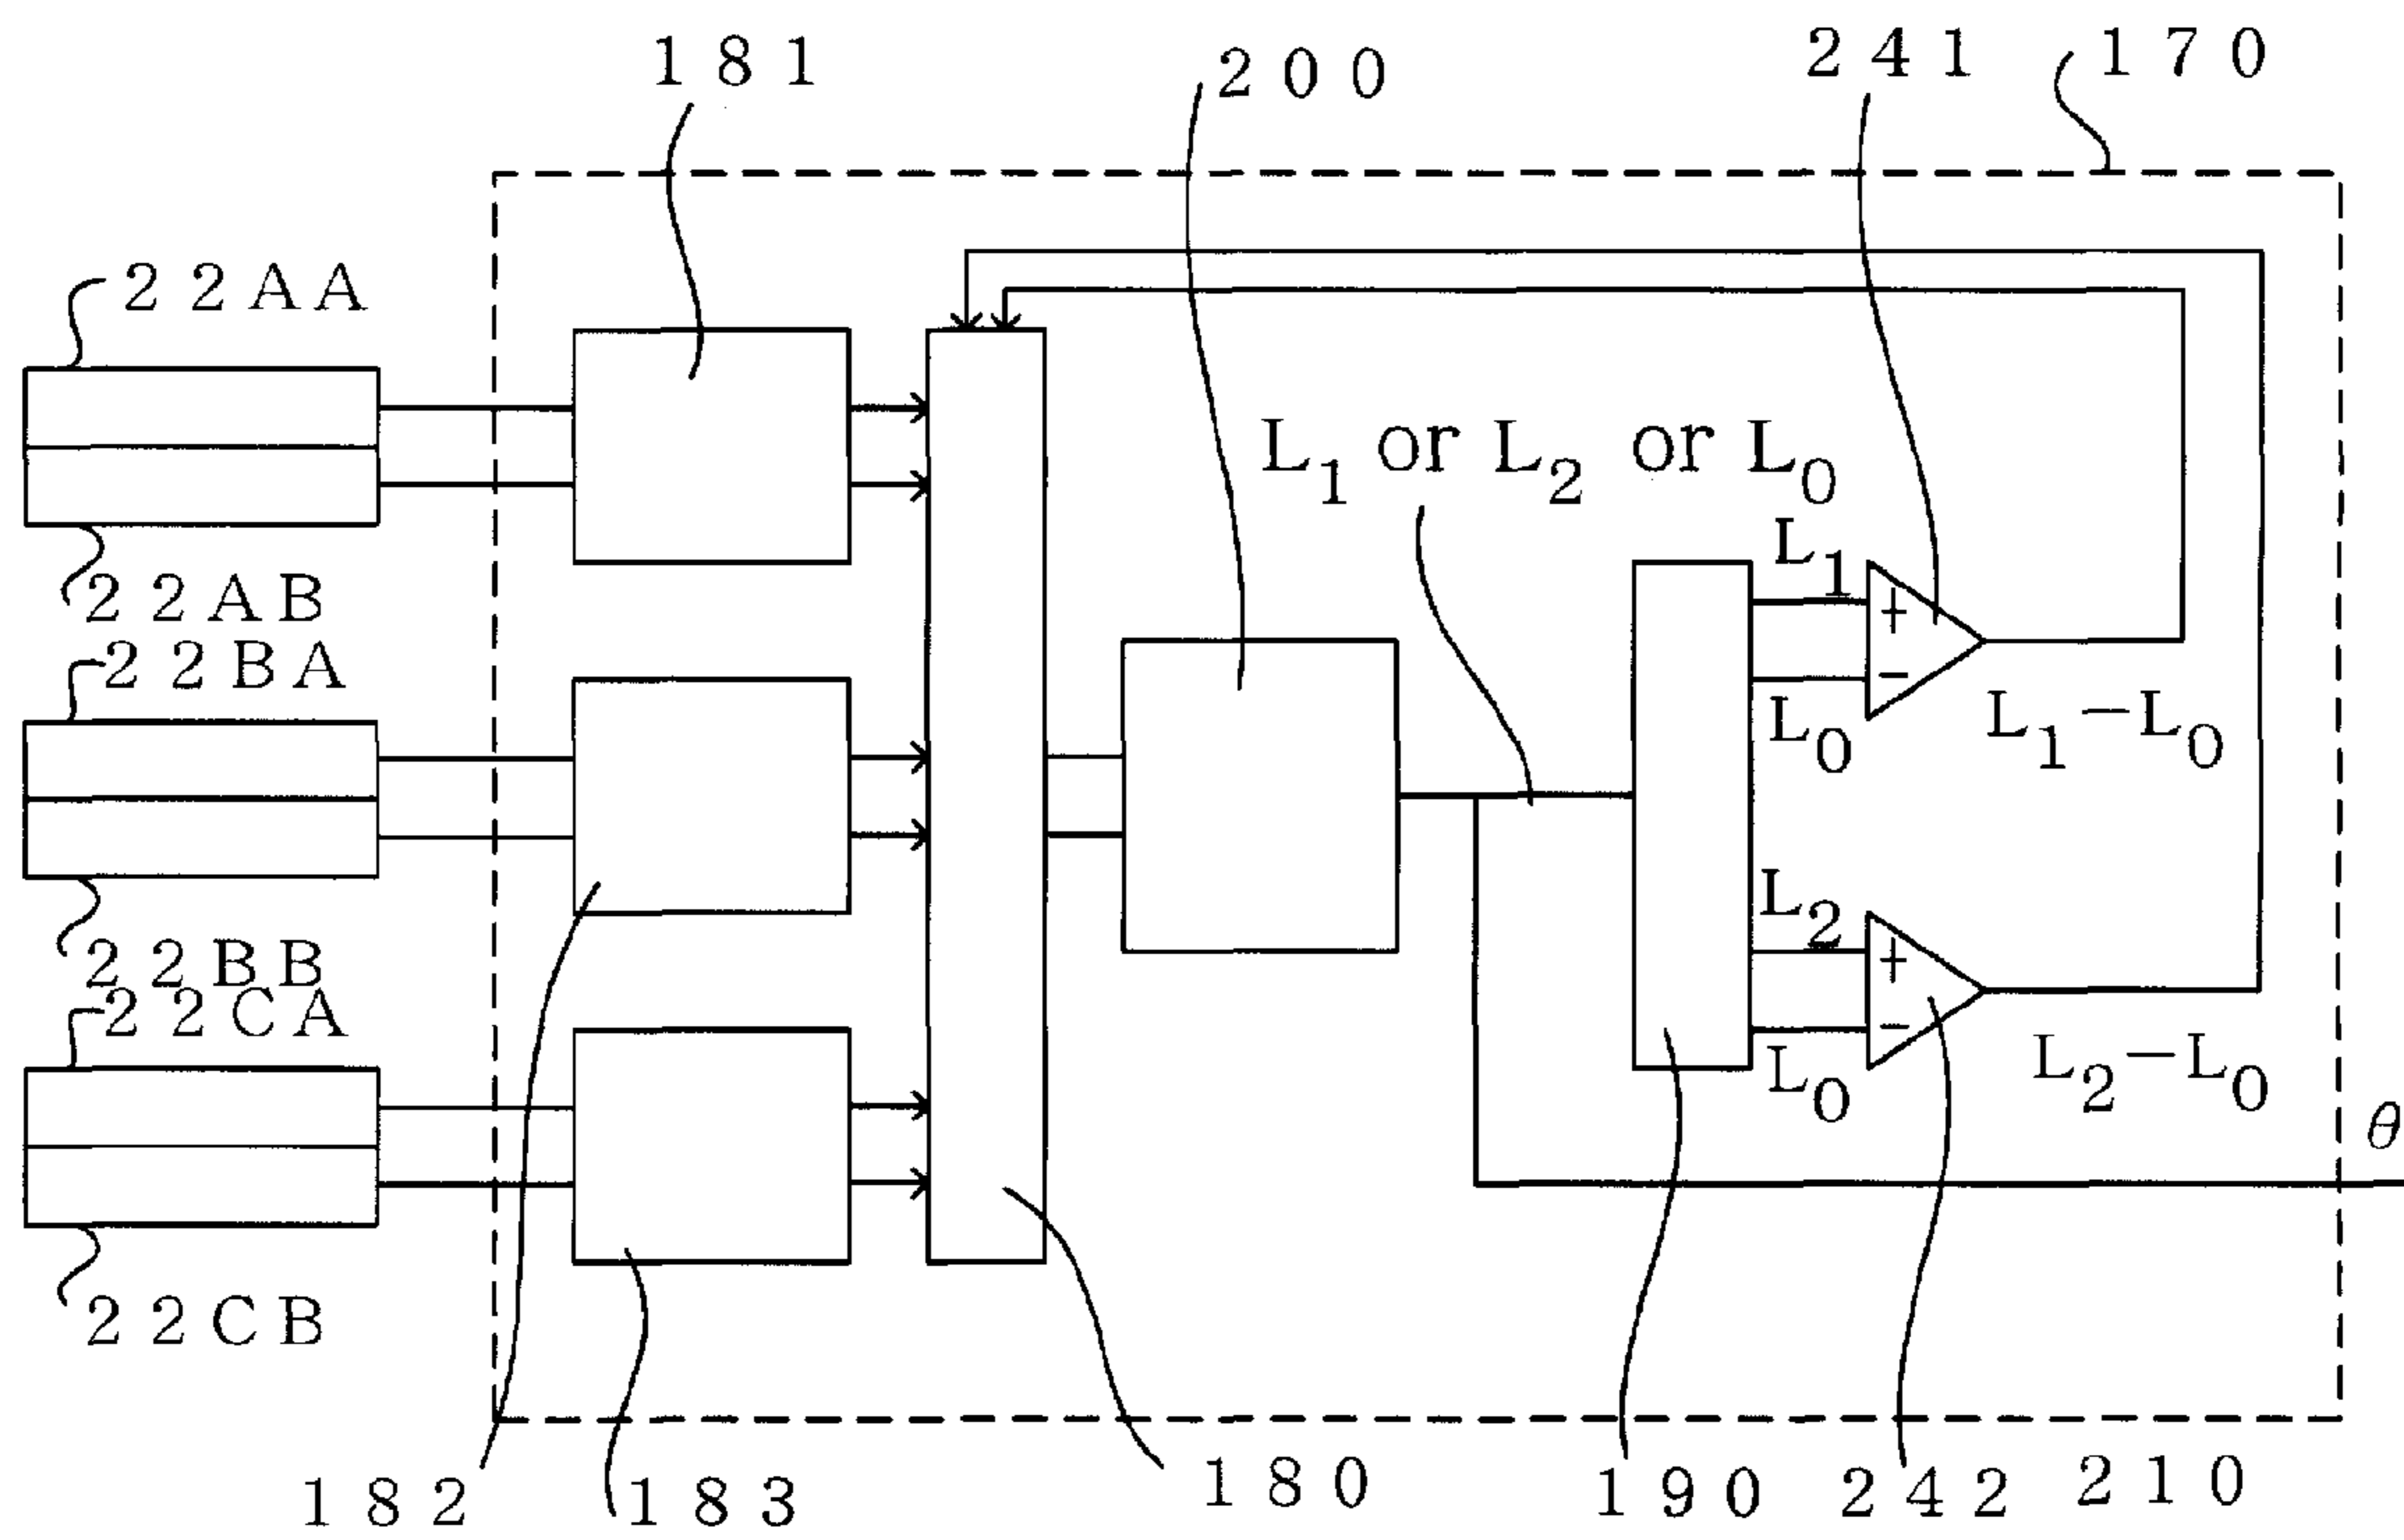 181
200
241
170
22AA
22AB
22BA
22BB
22CA
22CB
L₁ or L₂ or L₀
L₁
+
−
L₀
L₁−L₀
L₂
+
−
L₀
L₂−L₀
θ
182
183
180
190
242
210